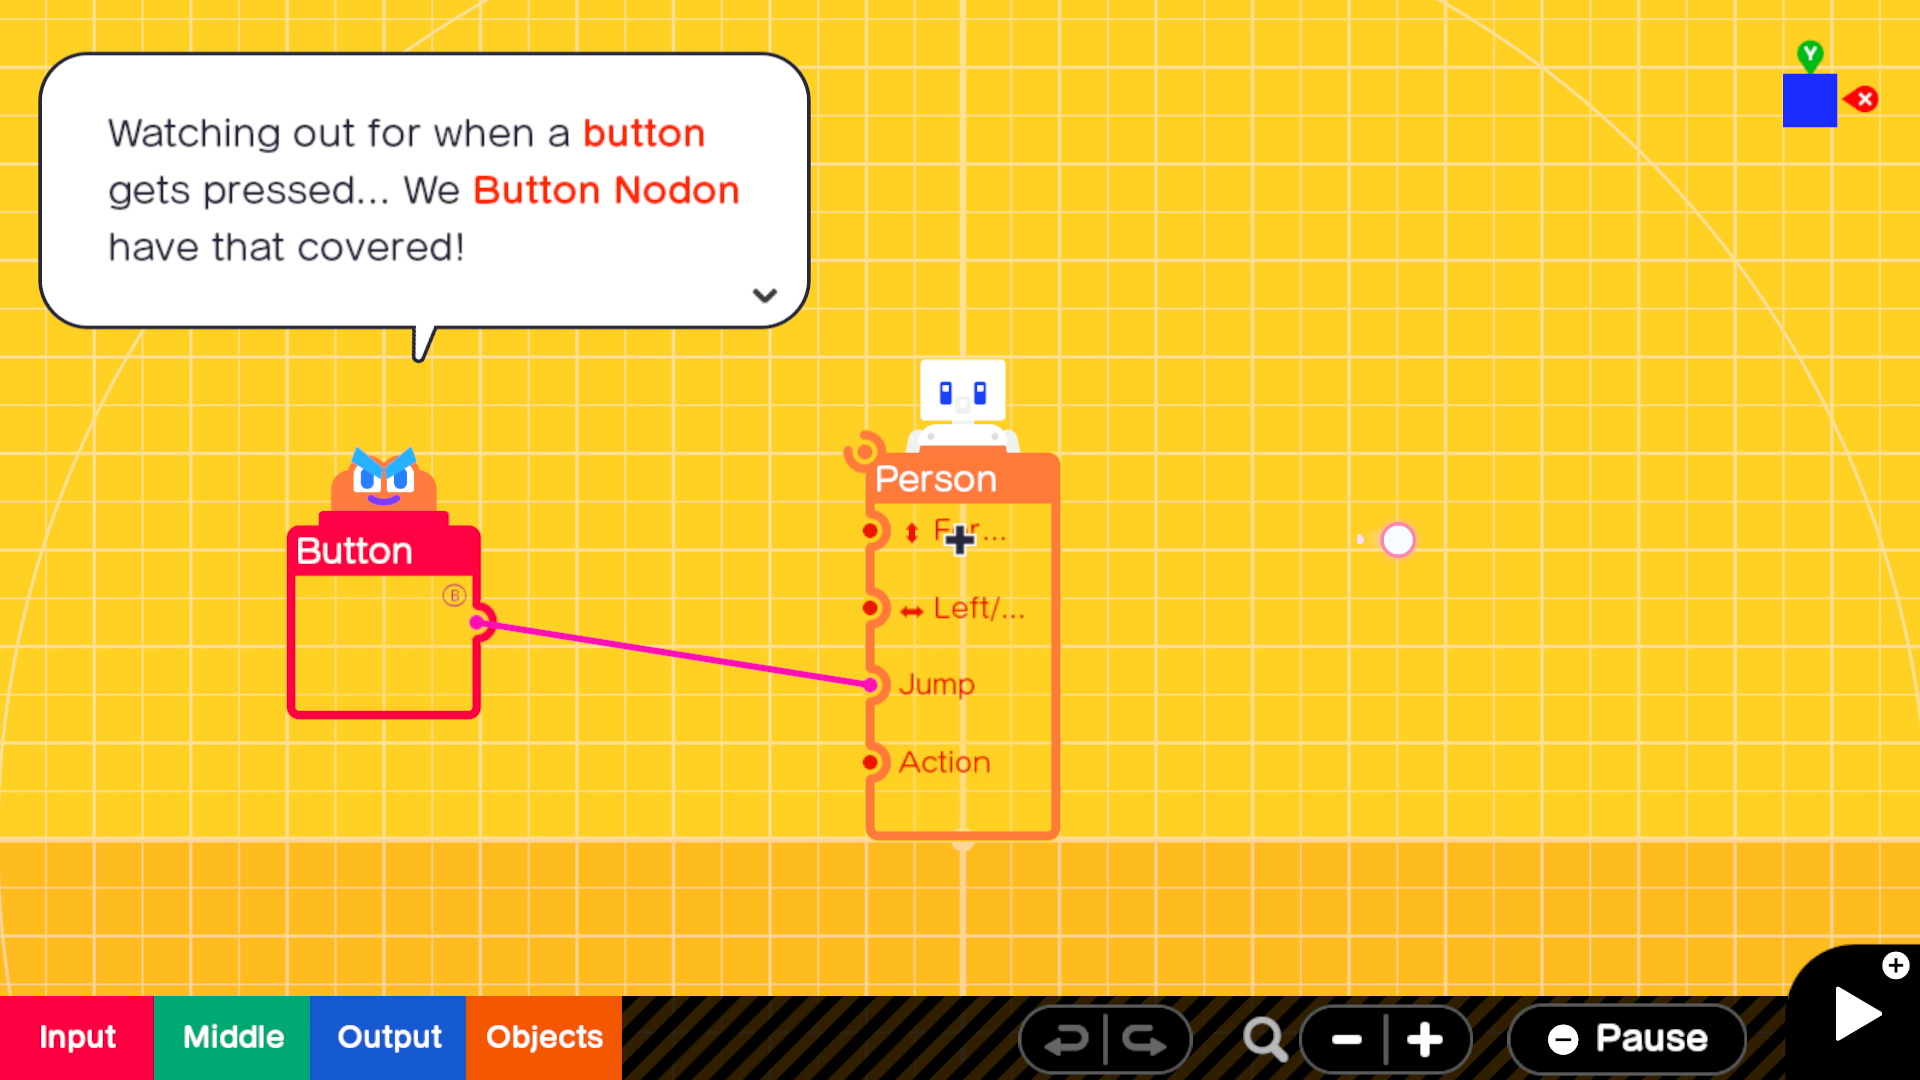 Y
X
Watching out for when a button
gets pressed... We Button Nodon
have that covered!
Person
Button
B
Left/...
Jump
Action
Input
Middle
Output
Objects
Pause